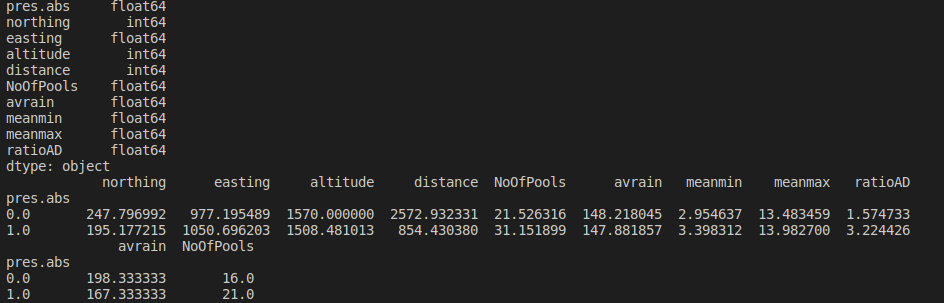 pres.abs float64
northing int64
easting float64
altitude int64
distance int64
NoOfPools float64
avrain float64
meanmin float64
meanmax float64
ratioAD float64
dtype: object
northing easting altitude distance NoOfPools avrain meanmin meanmax ratioAD
pres.abs
0.0 247.796992 977.195489 1570.000000 2572.932331 21.526316 148.218045 2.954637 13.483459 1.574733
1.0 195.177215 1050.696203 1508.481013 854.430380 31.151899 147.881857 3.398312 13.982700 3.224426
avrain NoOfPools
pres.abs
0.0 198.333333 16.0
1.0 167.333333 21.0